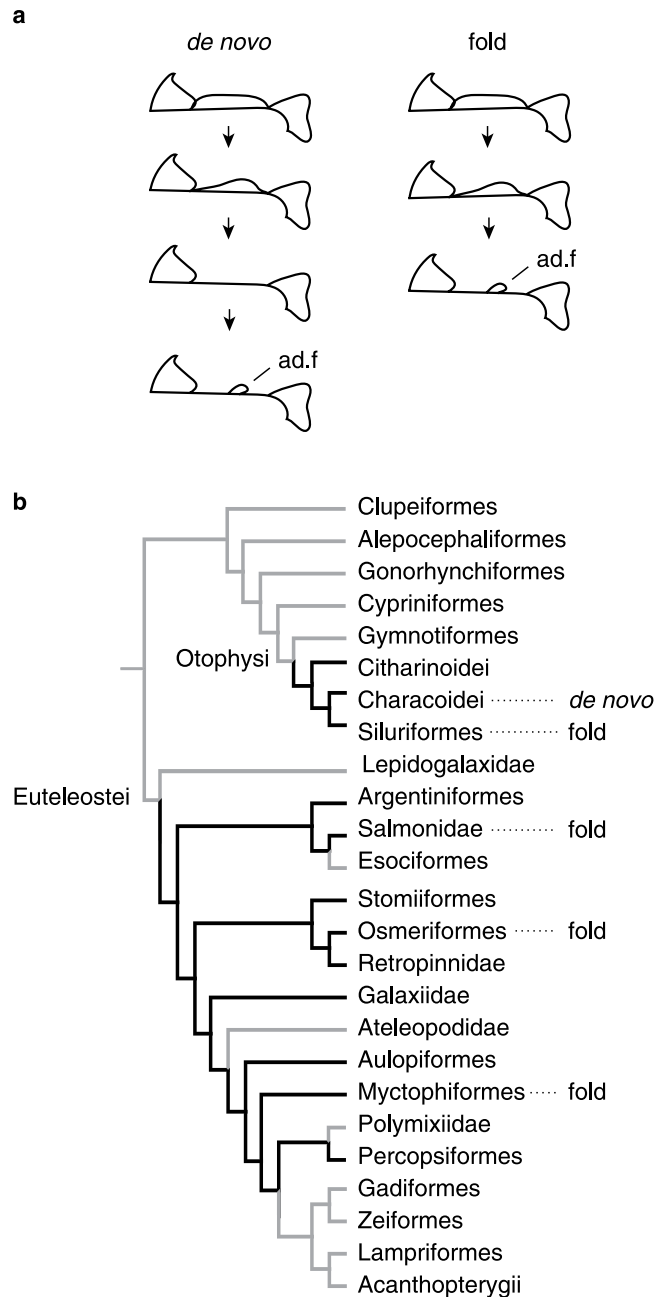 a
de novo fold
ad.f
ad.f
b
Clupeiformes
Alepocephaliformes
Gonorhynchiformes
Cypriniformes
Gymnotiformes
Otophysi
Citharinoidei
Characoidei de novo
Siluriformes fold
Lepidogalaxidae
Euteleostei
Argentiniformes
Salmonidae fold
Esociformes
Stomiiformes
Osmeriformes fold
Retropinnidae
Galaxiidae
Ateleopodidae
Aulopiformes
Myctophiformes fold
Polymixiidae
Percopsiformes
Gadiformes
Zeiformes
Lampriformes
Acanthopterygii